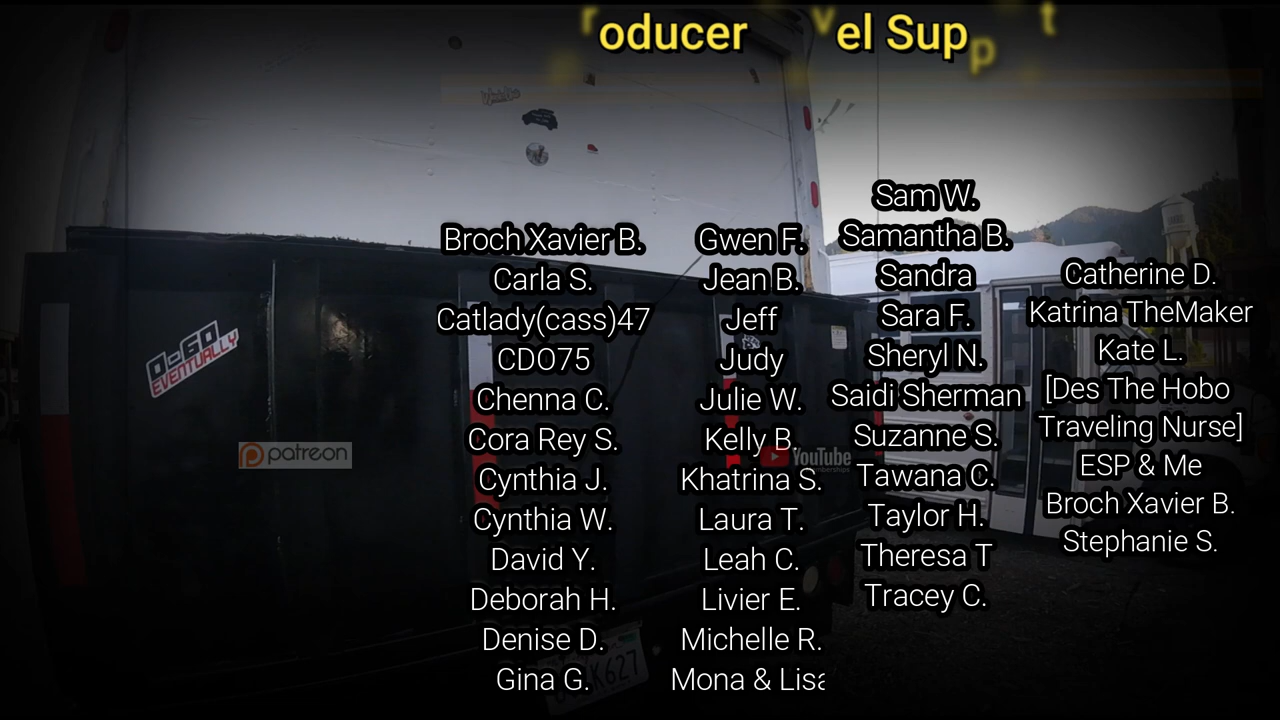 oducer vel Supp t
Broch Xavier B.
Carla S.
Catlady(cass)47
CDO75
Chenna C.
Cora Rey S.
Cynthia J.
Cynthia W.
David Y.
Deborah H.
Denise D.
Gina G.
Gwen F.
Jean B.
Jeff
Judy
Julie W.
Kelly B.
Khatrina S.
Laura T.
Leah C.
Livier E.
Michelle R.
Mona & Lisa
Sam W.
Samantha B.
Sandra
Sara F.
Sheryl N.
Saidi Sherman
Suzanne S.
Tawana C.
Taylor H.
Theresa T
Tracey C.
Catherine D.
Katrina TheMaker
Kate L.
[Des The Hobo
Traveling Nurse]
ESP & Me
Broch Xavier B.
Stephanie S.
0-60
EVENTUALLY
patreon
YouTube
memberships